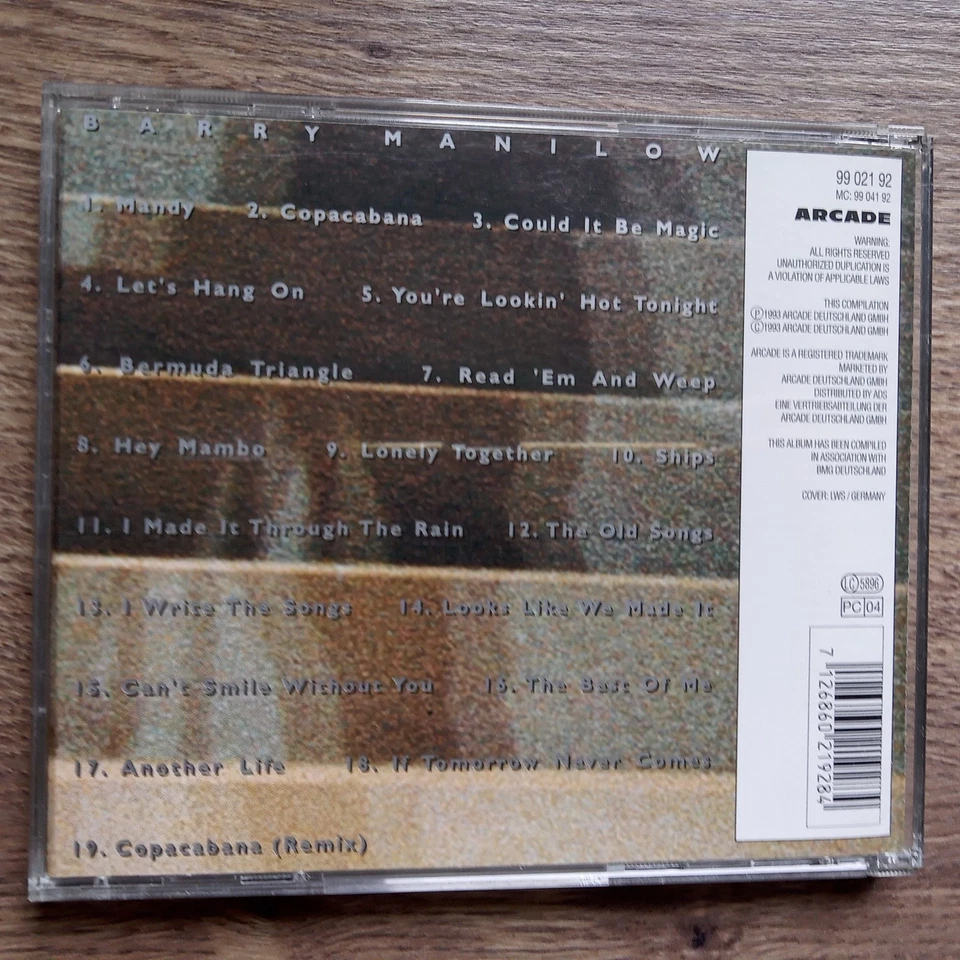 BARRY MANILOW
1. Mandy 2. Copacabana 3. Could It Be Magic
4. Let's Hang On 5. You're Lookin' Hot Tonight
6. Bermuda Triangle 7. Read 'Em And Weep
8. Hey Mambo 9. Lonely Together 10. Ships
11. I Made It Through The Rain 12. The Old Songs
13. I Write The Songs 14. Looks Like We Made It
15. Can't Smile Without You 16. The Best Of Me
17. Another Life 18. If Tomorrow Never Comes
19. Copacabana (Remix)
99 021 92
MC: 99 041 92
ARCADE
WARNING:
ALL RIGHTS RESERVED
UNAUTHORIZED DUPLICATION IS
A VIOLATION OF APPLICABLE LAWS
THIS COMPILATION
Ⓟ1993 ARCADE DEUTSCHLAND GMBH
Ⓒ1993 ARCADE DEUTSCHLAND GMBH
ARCADE IS A REGISTERED TRADEMARK
MARKETED BY
ARCADE DEUTSCHLAND GMBH
DISTRIBUTED BY ADS
EINE VERTRIEBSABTEILUNG DER
ARCADE DEUTSCHLAND GMBH
THIS ALBUM HAS BEEN COMPILED
IN ASSOCIATION WITH
BMG DEUTSCHLAND
COVER: LWS / GERMANY
LC 5896
PC 04
7 126860 219284